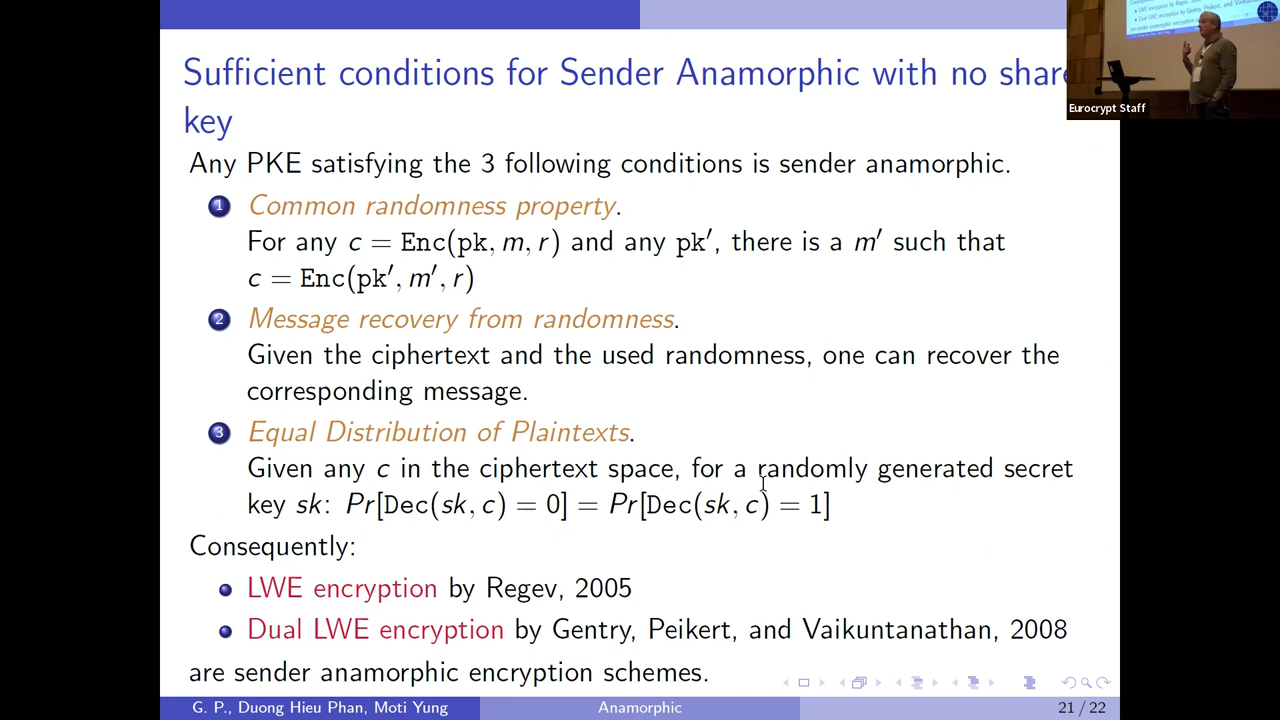 Sufficient conditions for Sender Anamorphic with no share
key
Any PKE satisfying the 3 following conditions is sender anamorphic.
1 Common randomness property.
For any c = Enc(pk, m, r) and any pk′, there is a m′ such that
c = Enc(pk′, m′, r)
2 Message recovery from randomness.
Given the ciphertext and the used randomness, one can recover the
corresponding message.
3 Equal Distribution of Plaintexts.
Given any c in the ciphertext space, for a randomly generated secret
key sk: Pr[Dec(sk, c) = 0] = Pr[Dec(sk, c) = 1]
Consequently:
LWE encryption by Regev, 2005
Dual LWE encryption by Gentry, Peikert, and Vaikuntanathan, 2008
are sender anamorphic encryption schemes.
G. P., Duong Hieu Phan, Moti Yung
Anamorphic
21 / 22
Eurocrypt Staff